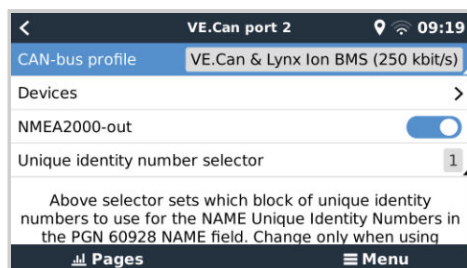 VE.Can port 2 09:19
CAN-bus profile VE.Can & Lynx Ion BMS (250 kbit/s)
Devices
NMEA2000-out
Unique identity number selector 1
Above selector sets which block of unique identity
numbers to use for the NAME Unique Identity Numbers in
the PGN 60928 NAME field. Change only when using
Pages Menu